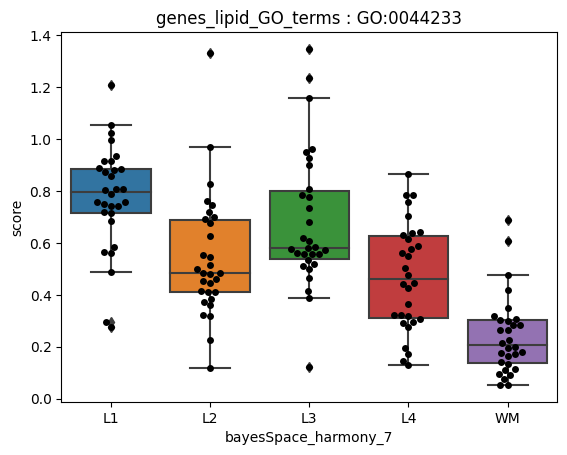 genes_lipid_GO_terms : GO:0044233
1.4
1.2
1.0
0.8
0.6
0.4
0.2
0.0
score
L1 L2 L3 L4 WM
bayesSpace_harmony_7